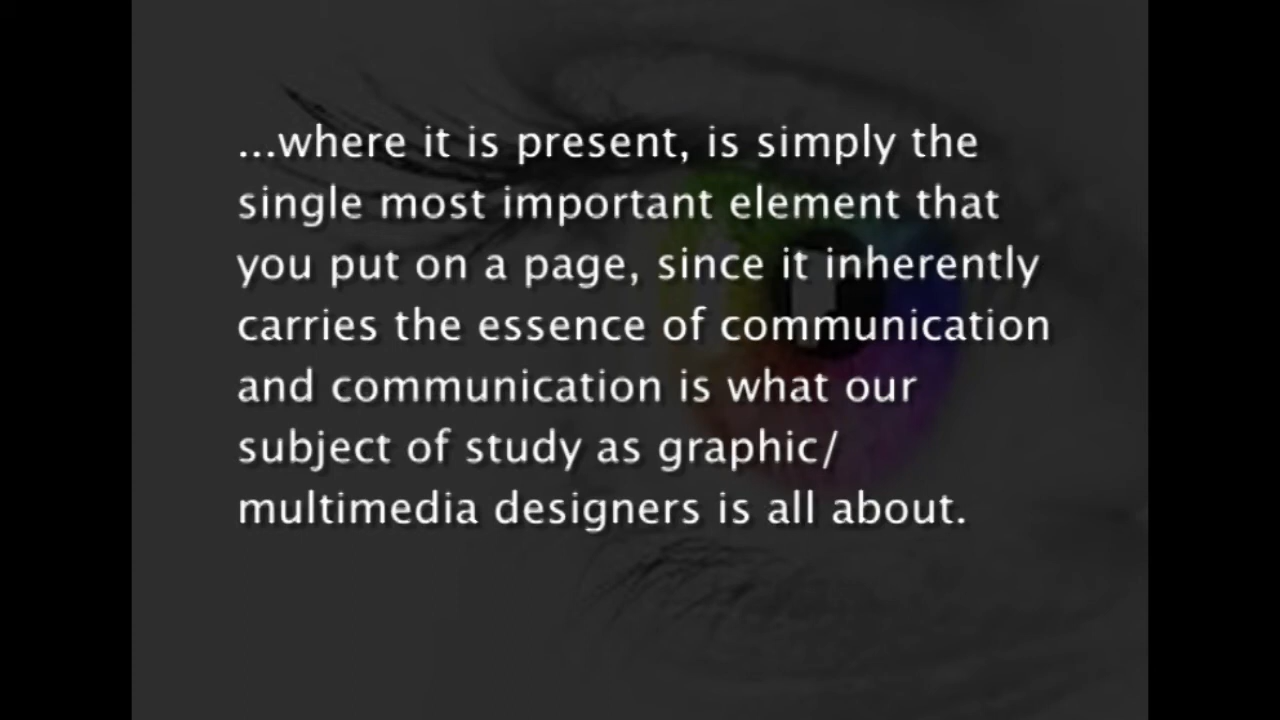 ...where it is present, is simply the
single most important element that
you put on a page, since it inherently
carries the essence of communication
and communication is what our
subject of study as graphic/
multimedia designers is all about.